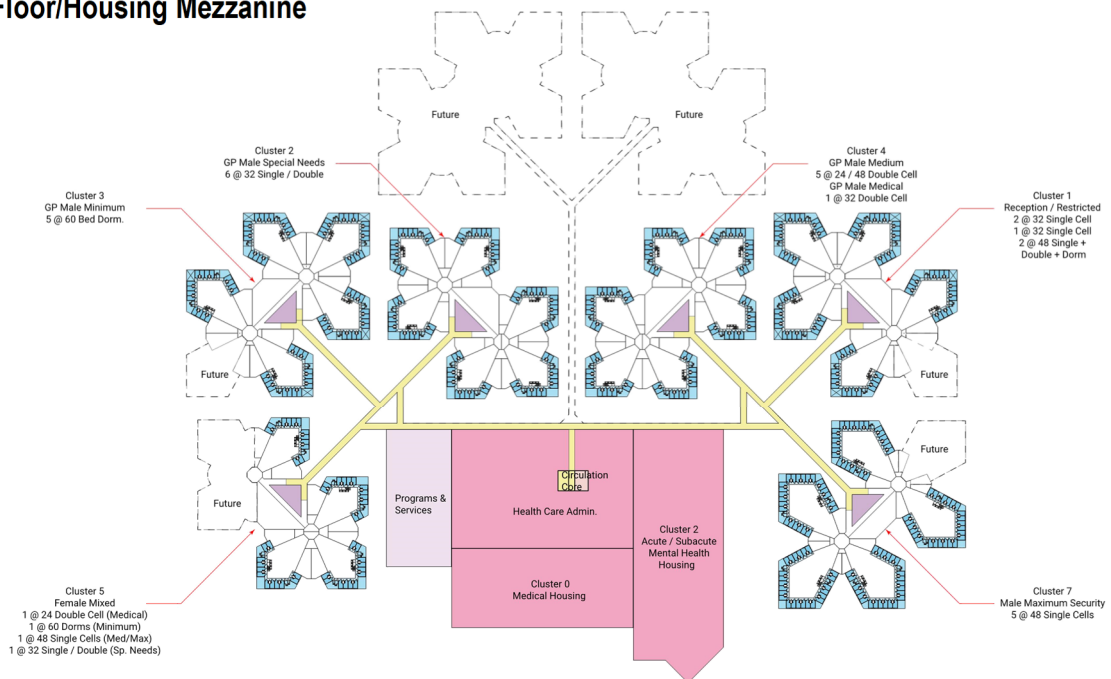 Floor/Housing Mezzanine
Future
Future
Cluster 2
GP Male Special Needs
6 @ 32 Single / Double
Cluster 4
GP Male Medium
5 @ 24 / 48 Double Cell
GP Male Medical
1 @ 32 Double Cell
Cluster 3
GP Male Minimum
5 @ 60 Bed Dorm.
Cluster 1
Reception / Restricted
2 @ 32 Single Cell
1 @ 32 Single Cell
2 @ 48 Single +
Double + Dorm
Future
Future
Future
Future
Programs &
Services
Circulation
Core
Health Care Admin.
Cluster 2
Acute / Subacute
Mental Health
Housing
Cluster 0
Medical Housing
Cluster 5
Female Mixed
1 @ 24 Double Cell (Medical)
1 @ 60 Dorms (Minimum)
1 @ 48 Single Cells (Med/Max)
1 @ 32 Single / Double (Sp. Needs)
Cluster 7
Male Maximum Security
5 @ 48 Single Cells